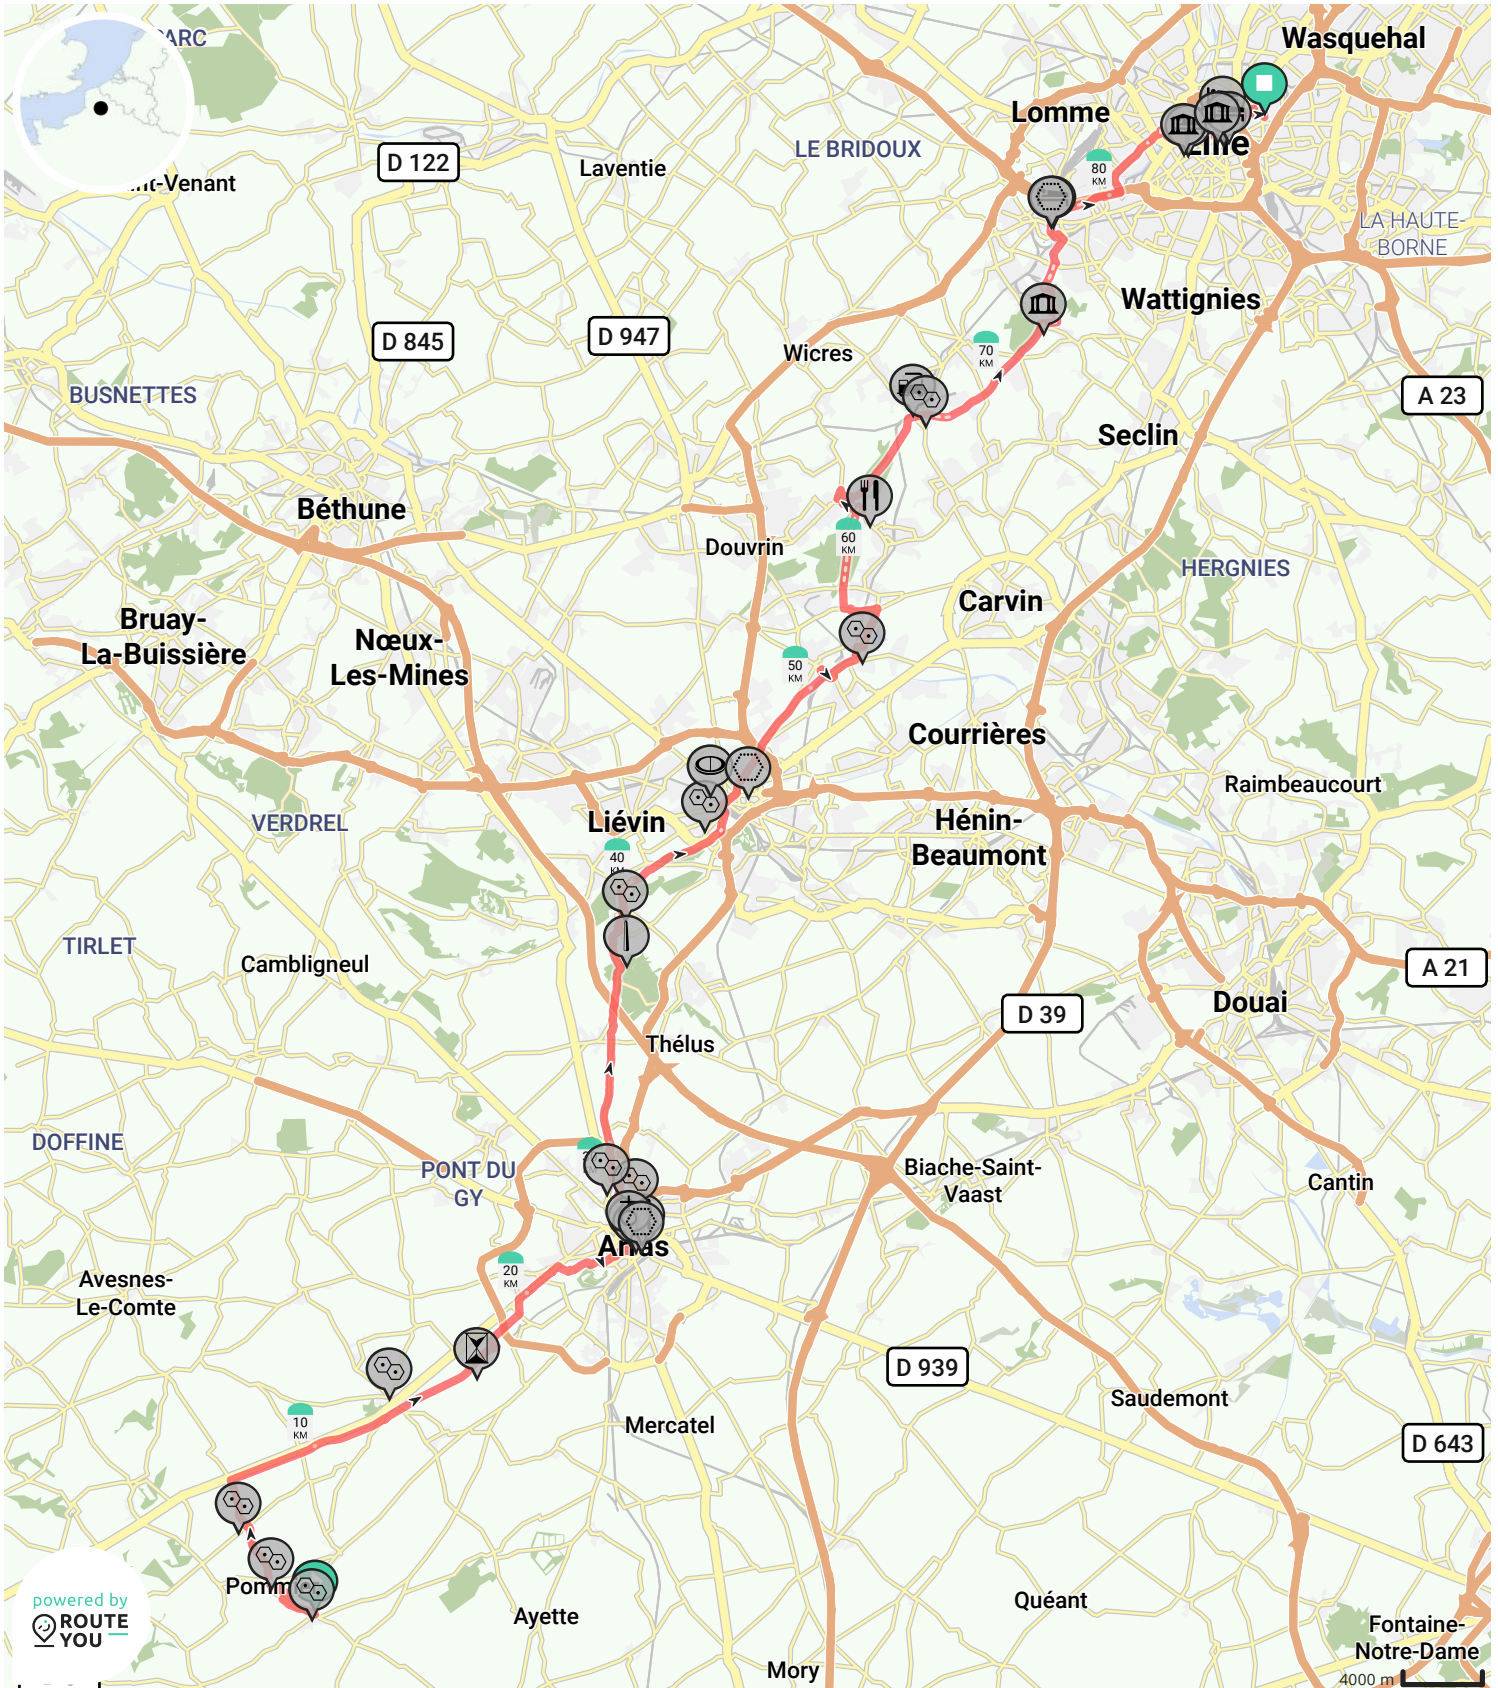 PARC
Wasquehal
Lomme
LE BRIDOUX
D 122
Laventie
Lille
80
KM
LA HAUTE-
BORNE
Wattignies
D 845
D 947
Wicres
70
KM
BUSNETTES
A 23
Seclin
Béthune
Douvrin
60
KM
HERGNIES
Carvin
Bruay-
La-Buissière
Nœux-
Les-Mines
50
KM
Courrières
Raimbeaucourt
VERDREL
Liévin
Hénin-
Beaumont
40
KM
TIRLET
Cambligneul
A 21
Douai
D 39
Thélus
DOFFINE
PONT DU
GY
Biache-Saint-
Vaast
Cantin
Arras
20
KM
Avesnes-
Le-Comte
D 939
Saudemont
10
KM
Mercatel
D 643
Ayette
Quéant
Fontaine-
Notre-Dame
Mory
4000 m
powered by
ROUTE
YOU